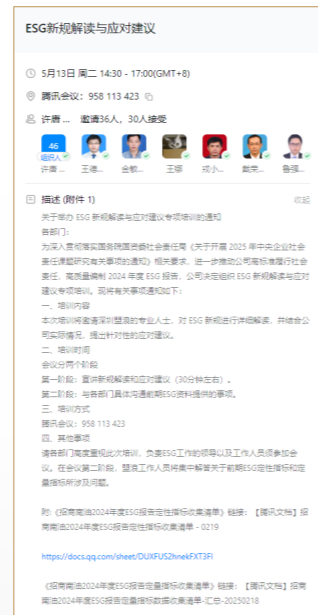 ESG新规解读与应对建议
5月13日 周二 14:30 - 17:00(GMT+8)
腾讯会议：958 113 423
许唐 ... 邀请36人，30人接受
46
组织人
许唐 ... 王德... 金敏... 王娜 戎小... 戴荣... 鲁强...
描述 (附件 1) 收起
关于举办 ESG 新规解读与应对建议专项培训的通知
各部门：
为深入贯彻落实国务院国资委社会责任局《关于开展 2025 年中央企业社会
责任课题研究有关事项的通知》相关要求，进一步推动公司高标准履行社会
责任，高质量编制 2024 年度 ESG 报告，公司决定组织 ESG 新规解读与应对
建议专项培训。现将有关事项通知如下：
一、培训内容
本次培训将邀请深圳盟浪的专业人士，对 ESG 新规进行详细解读，并结合公
司实际情况，提出针对性的应对建议。
二、培训时间
会议分两个阶段
第一阶段：宣讲新规解读和应对建议（30分钟左右）。
第二阶段：与各部门具体沟通前期ESG资料提供的事项。
三、培训方式
腾讯会议：958 113 423
四、其他事项
请各部门高度重视此次培训，负责ESG工作的领导以及工作人员须参加会
议。在会议第二阶段，盟浪工作人员将集中解答关于前期ESG定性指标和定
量指标所涉及问题。
附:《招商南油2024年度ESG报告定性指标收集清单》链接：【腾讯文档】招
商南油2024年度ESG报告定性指标收集清单 - 0219
https://docs.qq.com/sheet/DUXFUS2hnekFXT3FI
《招商南油2024年度ESG报告定量指标收集清单》链接：【腾讯文档】招商
南油2024年度ESG报告定量指标数据收集清单-汇总-20250218